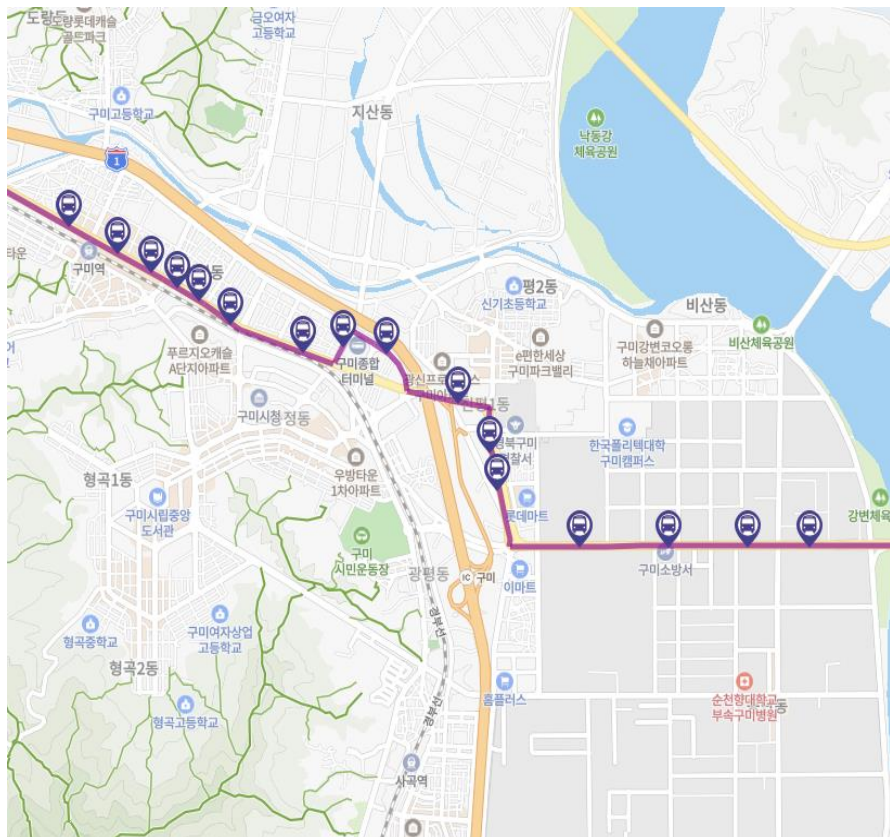 도량동
도량롯데캐슬
골드파크
금오여자
고등학교
구미고등학교
지산동
낙동강
체육공원
1
구미역
타운
평2동
신기초등학교
비산동
비산체육공원
푸르지오캐슬
A단지아파트
구미종합
터미널
e편한세상
구미파크밸리
구미강변코오롱
하늘채아파트
구미시청
정동
평1동
한국폴리텍대학
구미캠퍼스
우방타운
1차아파트
형곡1동
구미시립중앙
도서관
롯데마트
강변체육
구미
시민운동장
광평동
IC 구미
이마트
구미소방서
경부선
형곡중학교
구미여자상업
고등학교
형곡2동
형곡고등학교
홈플러스
순천향대학교
부속구미병원
동
경부선
사곡역